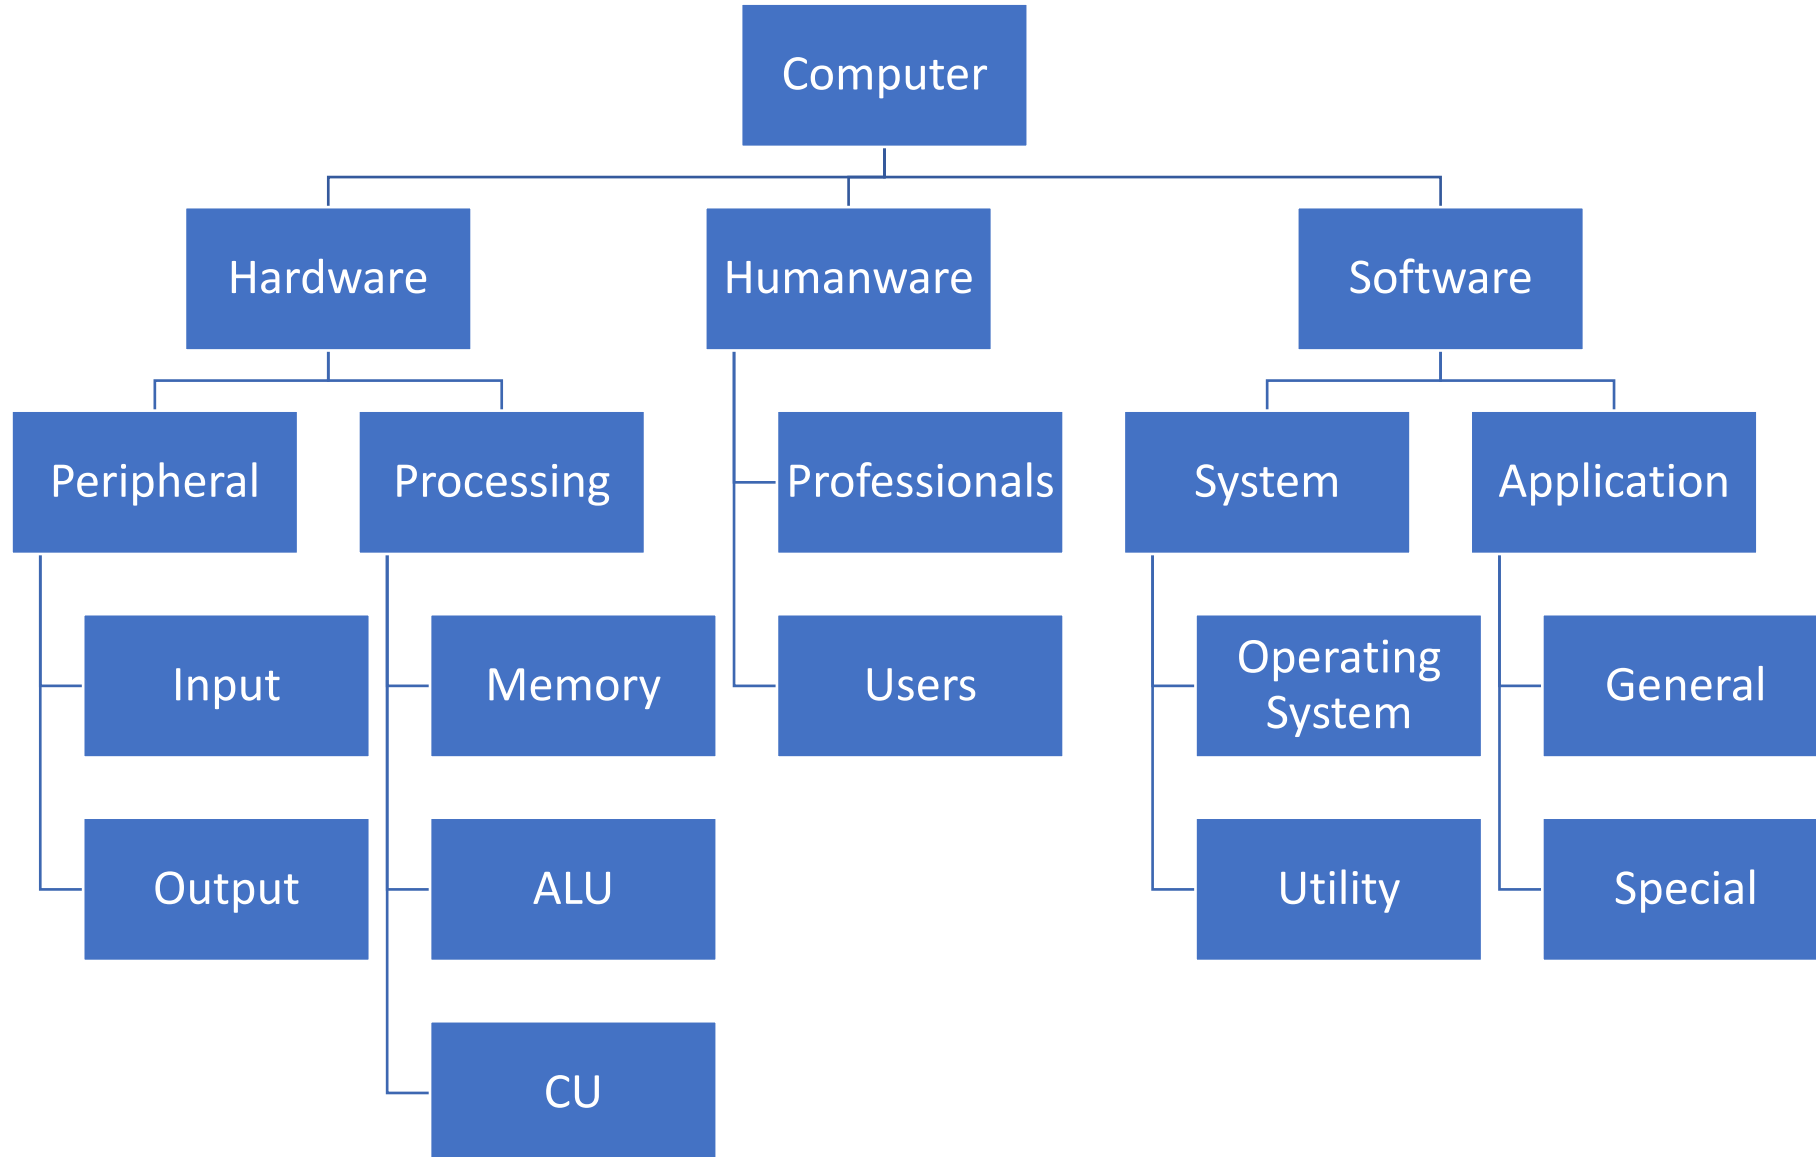 Computer
Hardware
Humanware
Software
Peripheral
Processing
Professionals
System
Application
Input
Memory
Users
Operating
System
General
Output
ALU
Utility
Special
CU